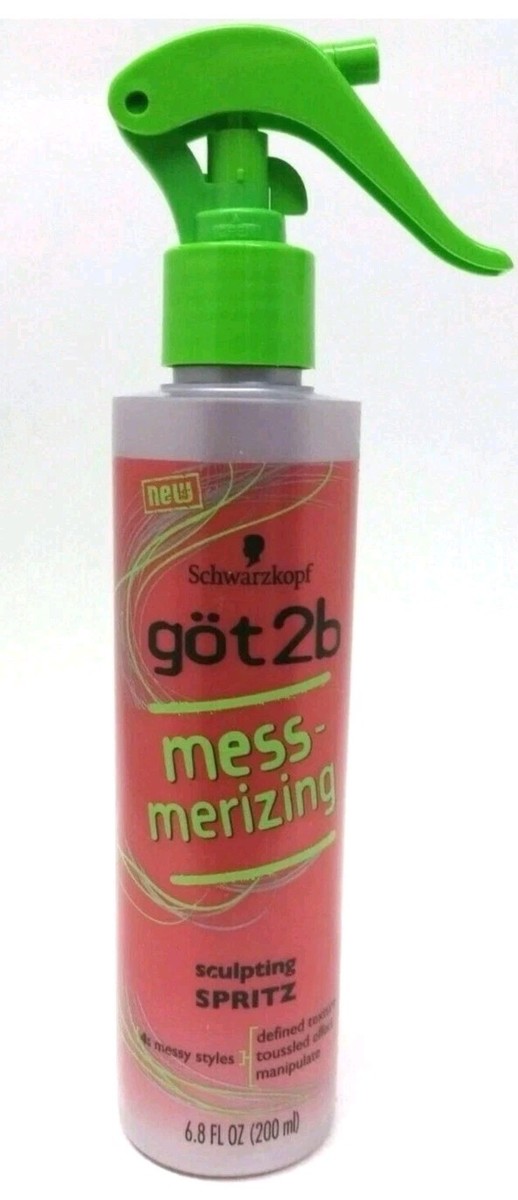 new
Schwarzkopf
göt2b
mess-
merizing
sculpting
SPRITZ
messy styles
defined texture
toussled effect
manipulate
6.8 FL OZ (200 ml)